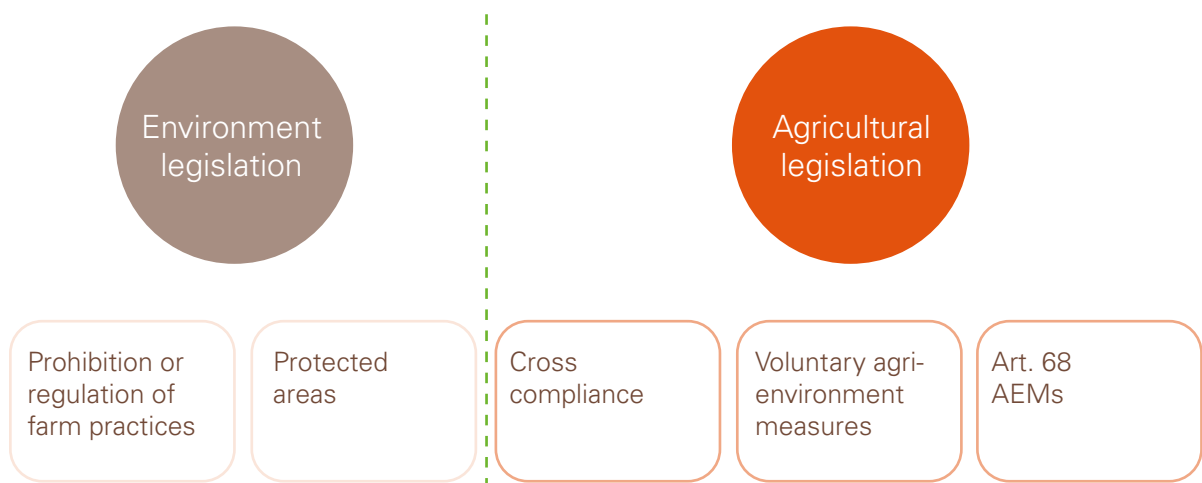 Environment
legislation
Agricultural
legislation
Prohibition or
regulation of
farm practices
Protected
areas
Cross
compliance
Voluntary agri-
environment
measures
Art. 68
AEMs